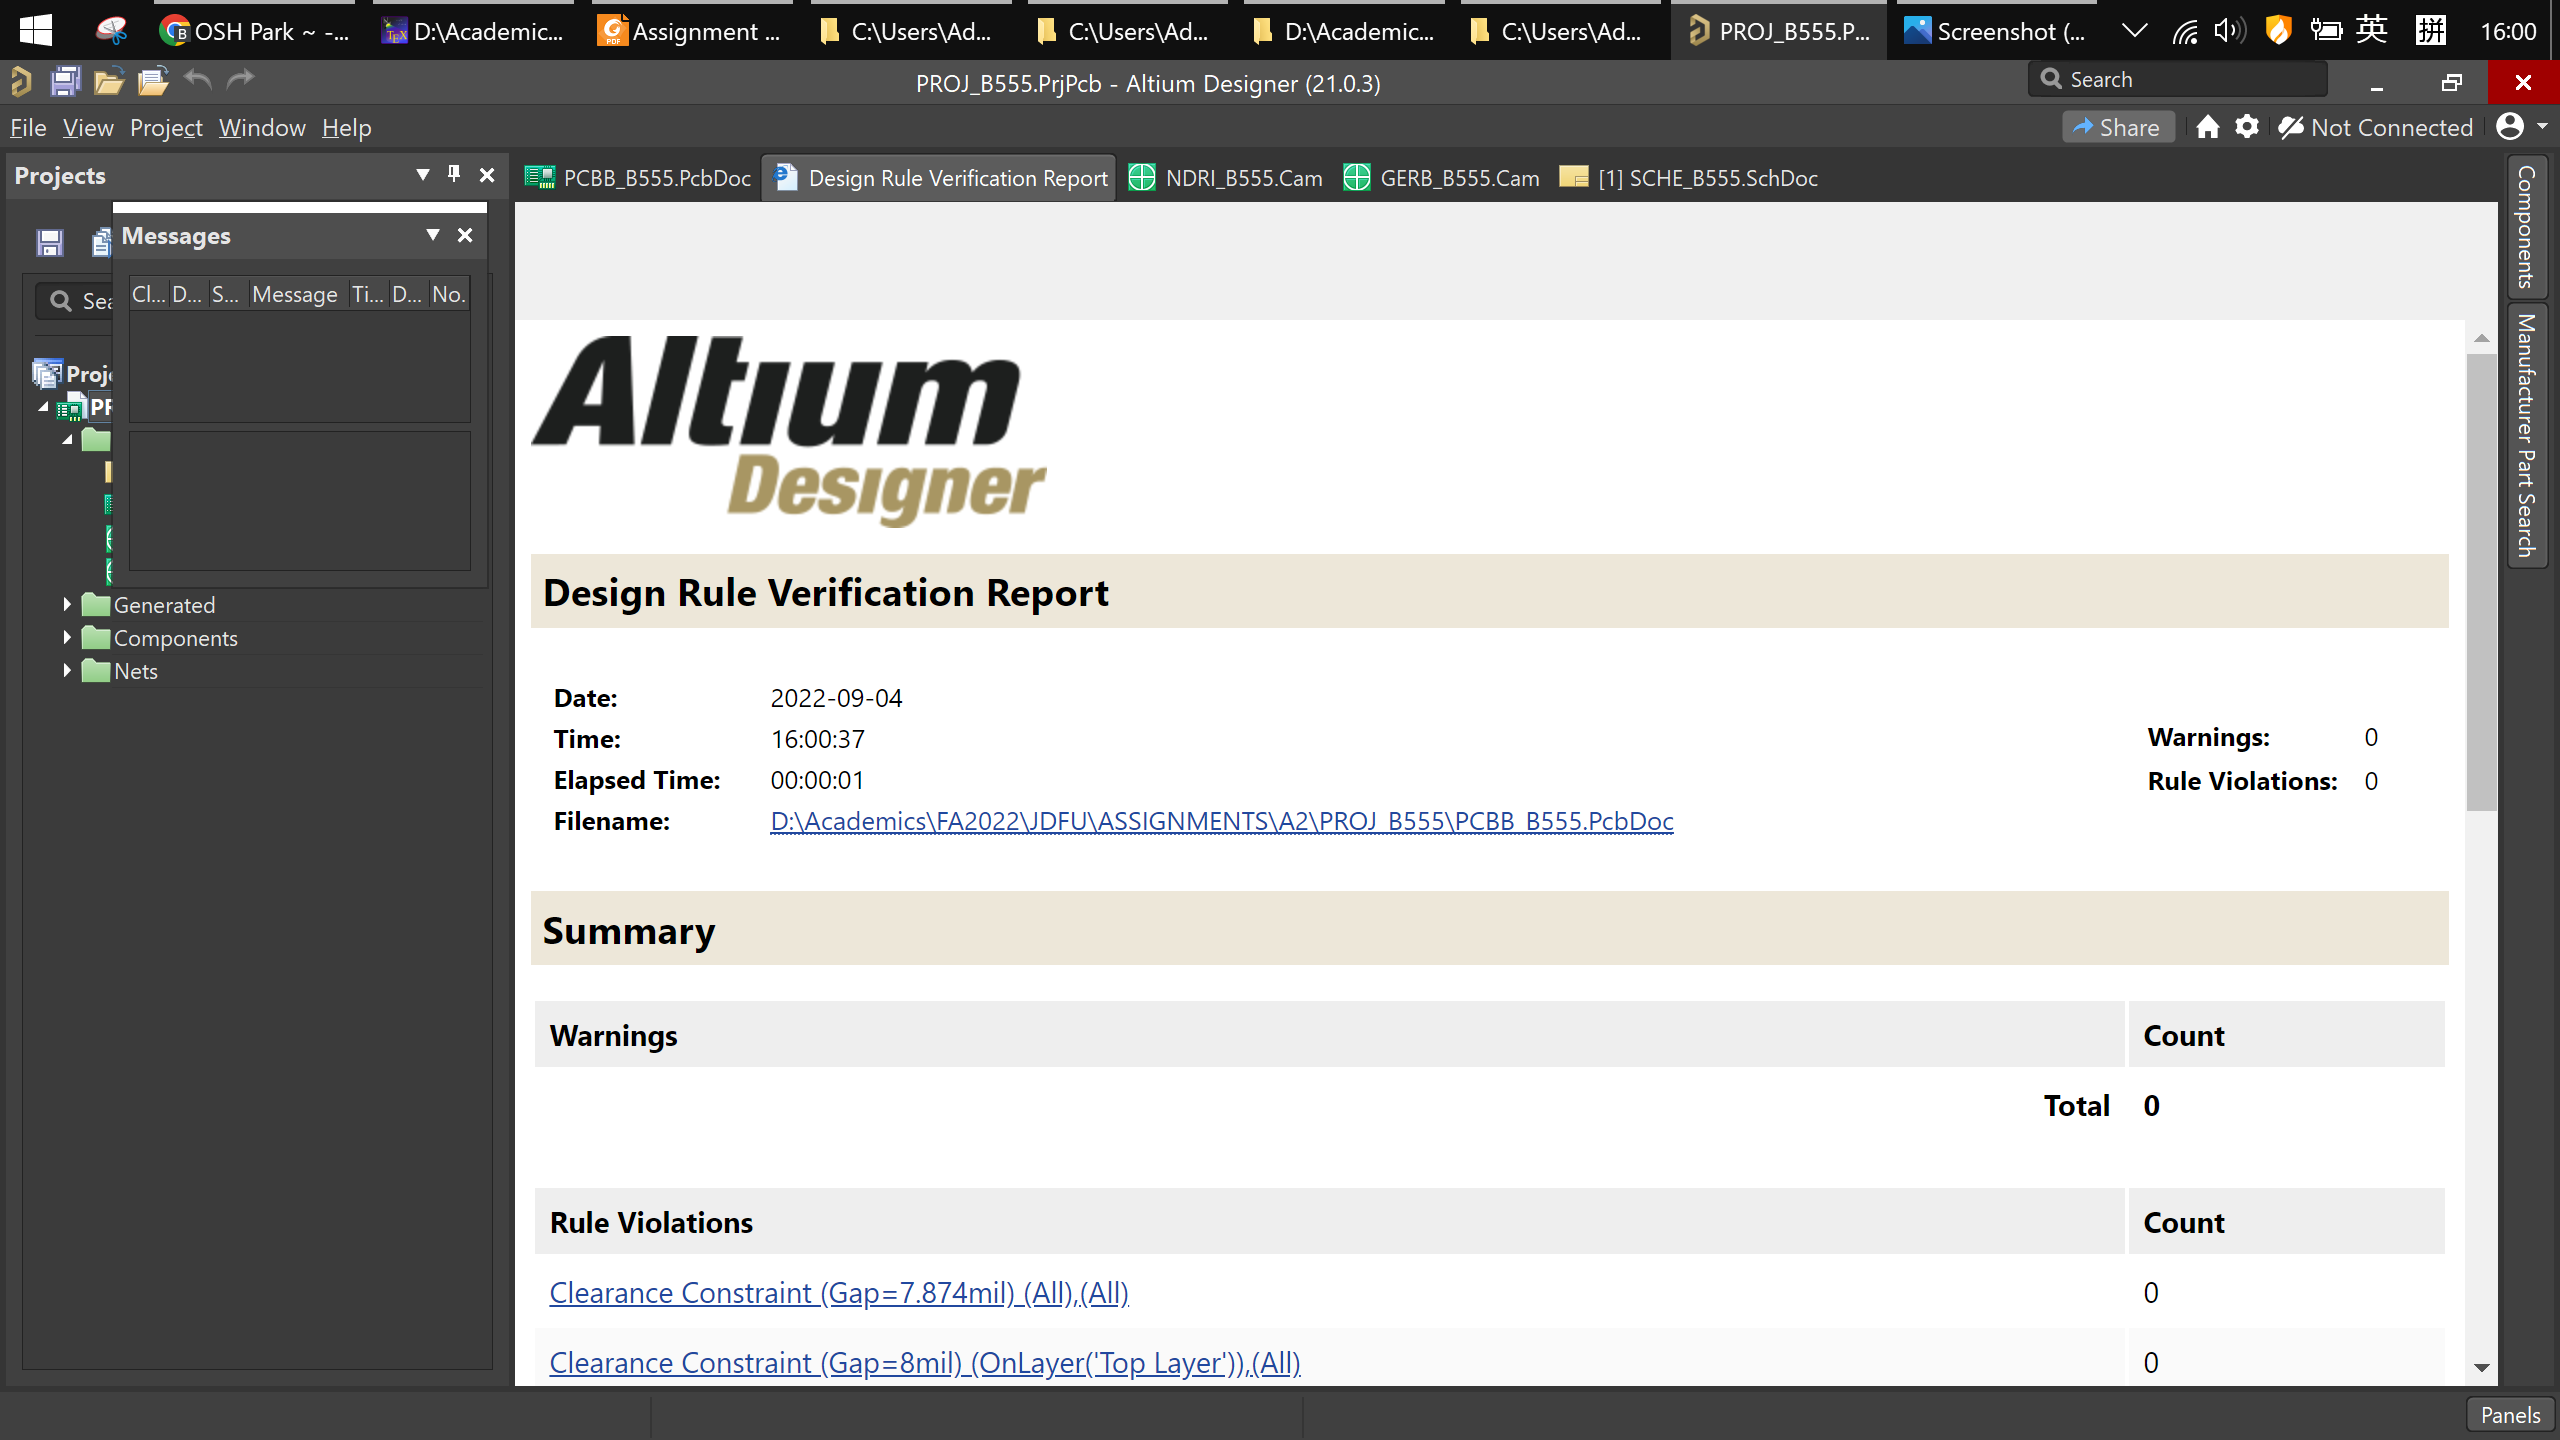 OSH Park ~ -...
D:\Academic...
Assignment ...
C:\Users\Ad...
C:\Users\Ad...
D:\Academic...
C:\Users\Ad...
PROJ_B555.P...
Screenshot (...
英
拼
16:00
PROJ_B555.PrjPcb - Altium Designer (21.0.3)
Search
File View Project Window Help
Share
Not Connected
Projects
PCBB_B555.PcbDoc
Design Rule Verification Report
NDRI_B555.Cam
GERB_B555.Cam
[1] SCHE_B555.SchDoc
Components
Manufacturer Part Search
Messages
Cl... D... S... Message Ti... D... No.
Sea
Proj
PR
Generated
Components
Nets
Altium
Designer
Design Rule Verification Report
Date: 2022-09-04
Time: 16:00:37
Elapsed Time: 00:00:01
Filename: D:\Academics\FA2022\JDFU\ASSIGNMENTS\A2\PROJ_B555\PCBB_B555.PcbDoc
Warnings: 0
Rule Violations: 0
Summary
Warnings Count
Total 0
Rule Violations Count
Clearance Constraint (Gap=7.874mil) (All),(All) 0
Clearance Constraint (Gap=8mil) (OnLayer('Top Layer')),(All) 0
Panels